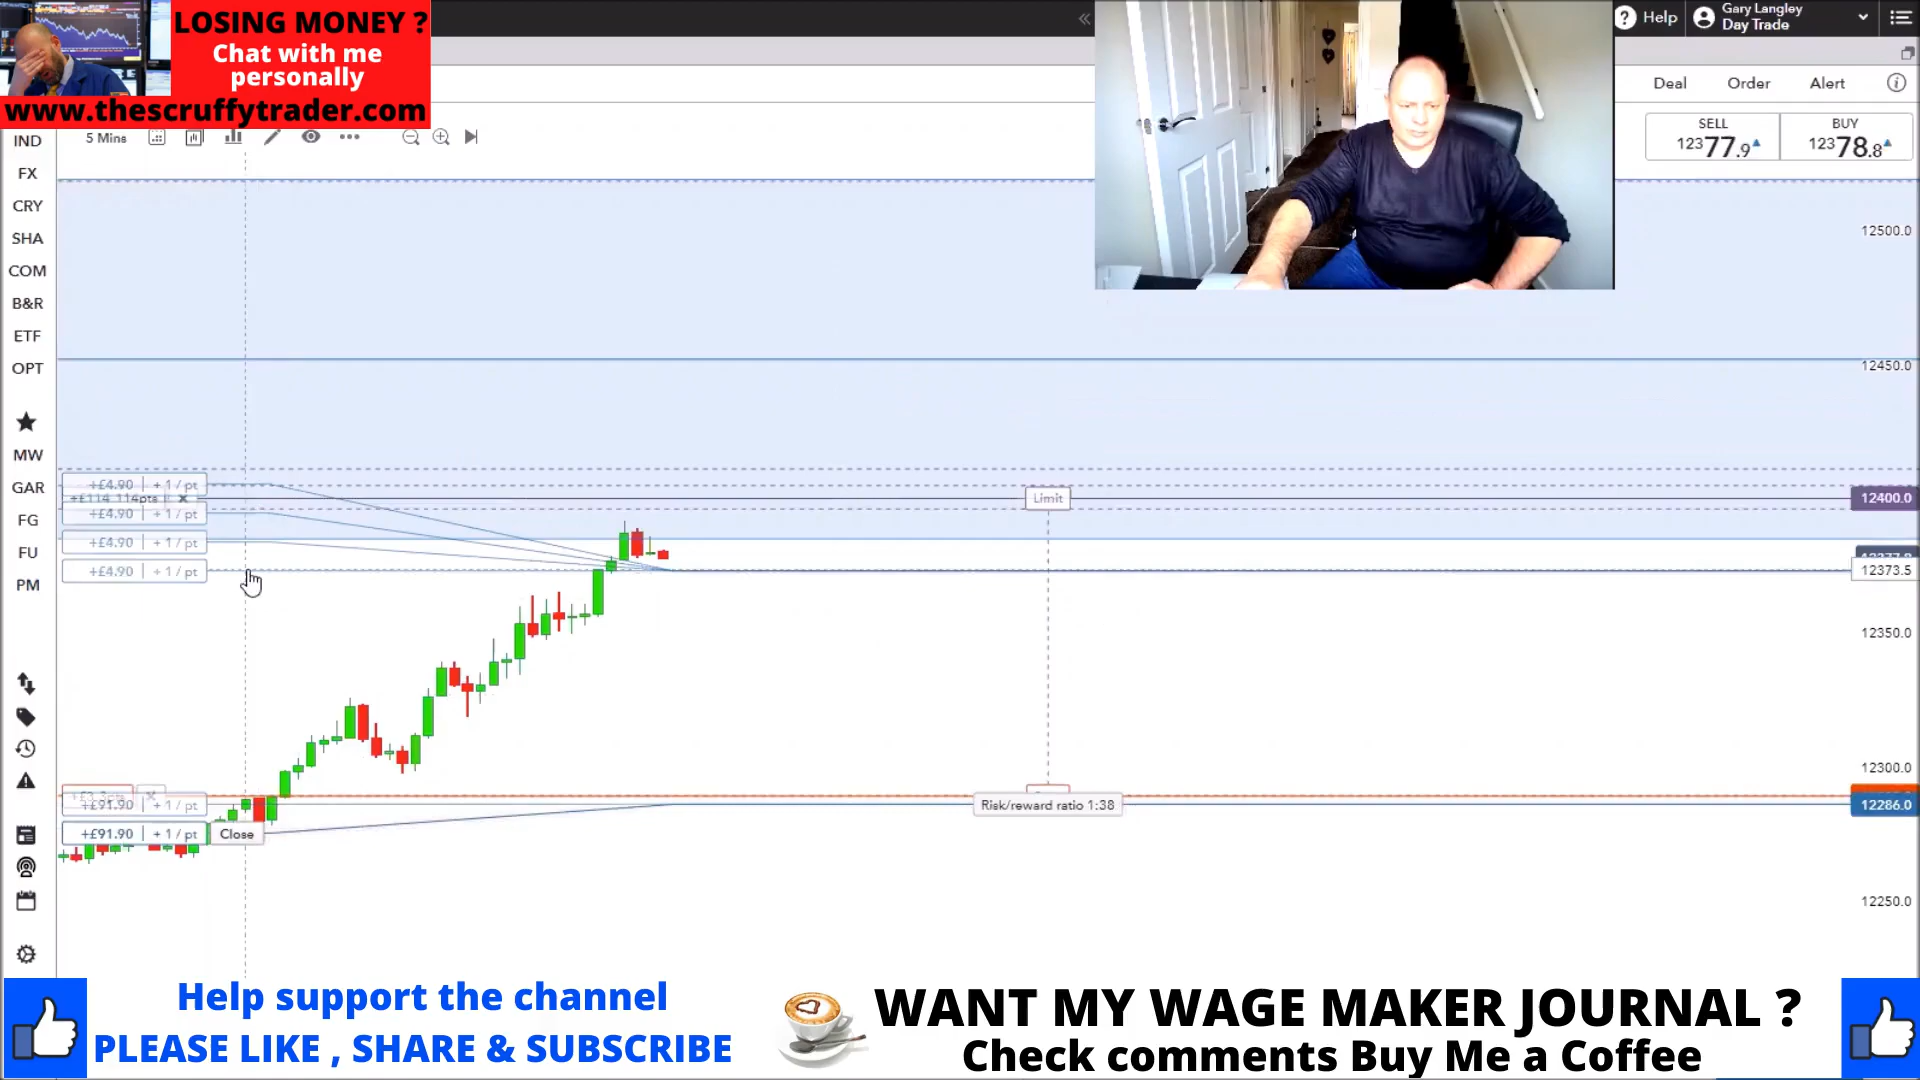 LOSING MONEY ?
Chat with me
personally
www.thescruffytrader.com
Help
Gary Langley
Day Trade
Deal
Order
Alert
SELL
12377.9
BUY
12378.8
5 Mins
IND
FX
CRY
SHA
COM
B&R
ETF
OPT
MW
GAR
FG
FU
PM
12500.0
12450.0
+£4.90 | + 1 / pt
+£114 114pts X
Limit
12400.0
+£4.90 | + 1 / pt
+£4.90 | + 1 / pt
+£4.90 | + 1 / pt
12373.5
12350.0
12300.0
+£91.90 | + 1 / pt
Risk/reward ratio 1:38
12286.0
+£91.90 | + 1 / pt
Close
12250.0
Help support the channel
PLEASE LIKE , SHARE & SUBSCRIBE
WANT MY WAGE MAKER JOURNAL ?
Check comments Buy Me a Coffee